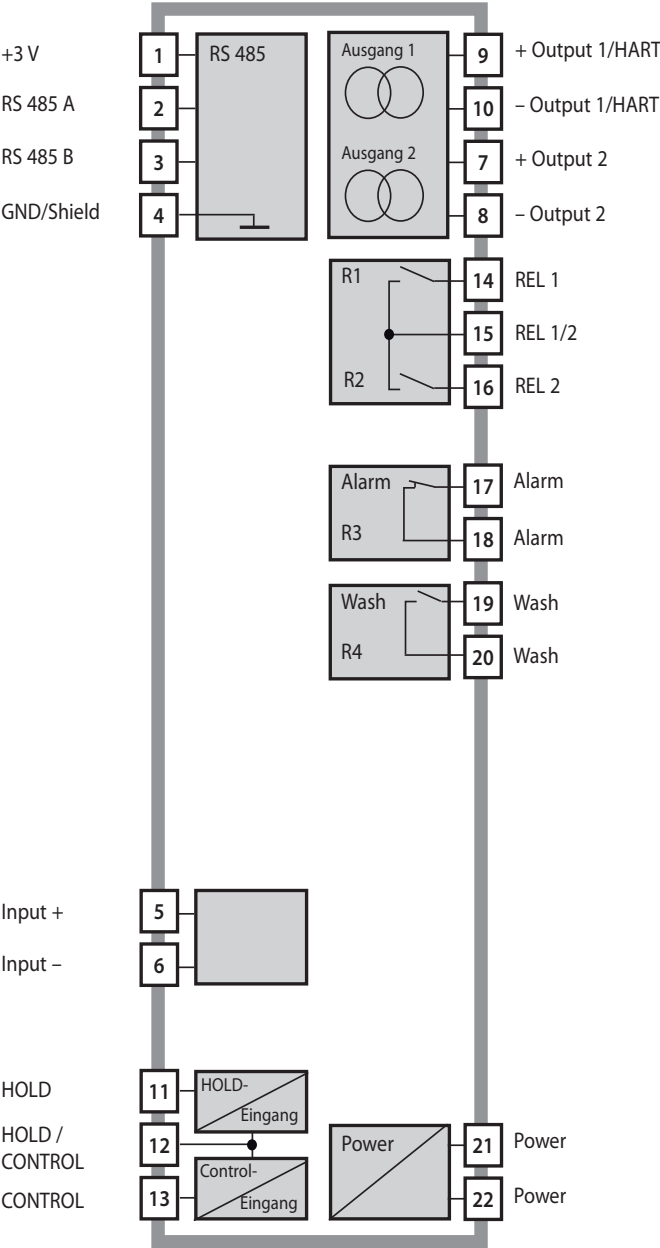 +3 V
1
RS 485
RS 485 A
2
RS 485 B
3
GND/Shield
4
Ausgang 1
9
+ Output 1/HART
10
– Output 1/HART
Ausgang 2
7
+ Output 2
8
– Output 2
R1
14
REL 1
15
REL 1/2
R2
16
REL 2
Alarm
17
Alarm
R3
18
Alarm
Wash
19
Wash
R4
20
Wash
Input +
5
Input –
6
HOLD
11
HOLD-
Eingang
HOLD /
CONTROL
12
CONTROL
13
Control-
Eingang
Power
21
Power
22
Power